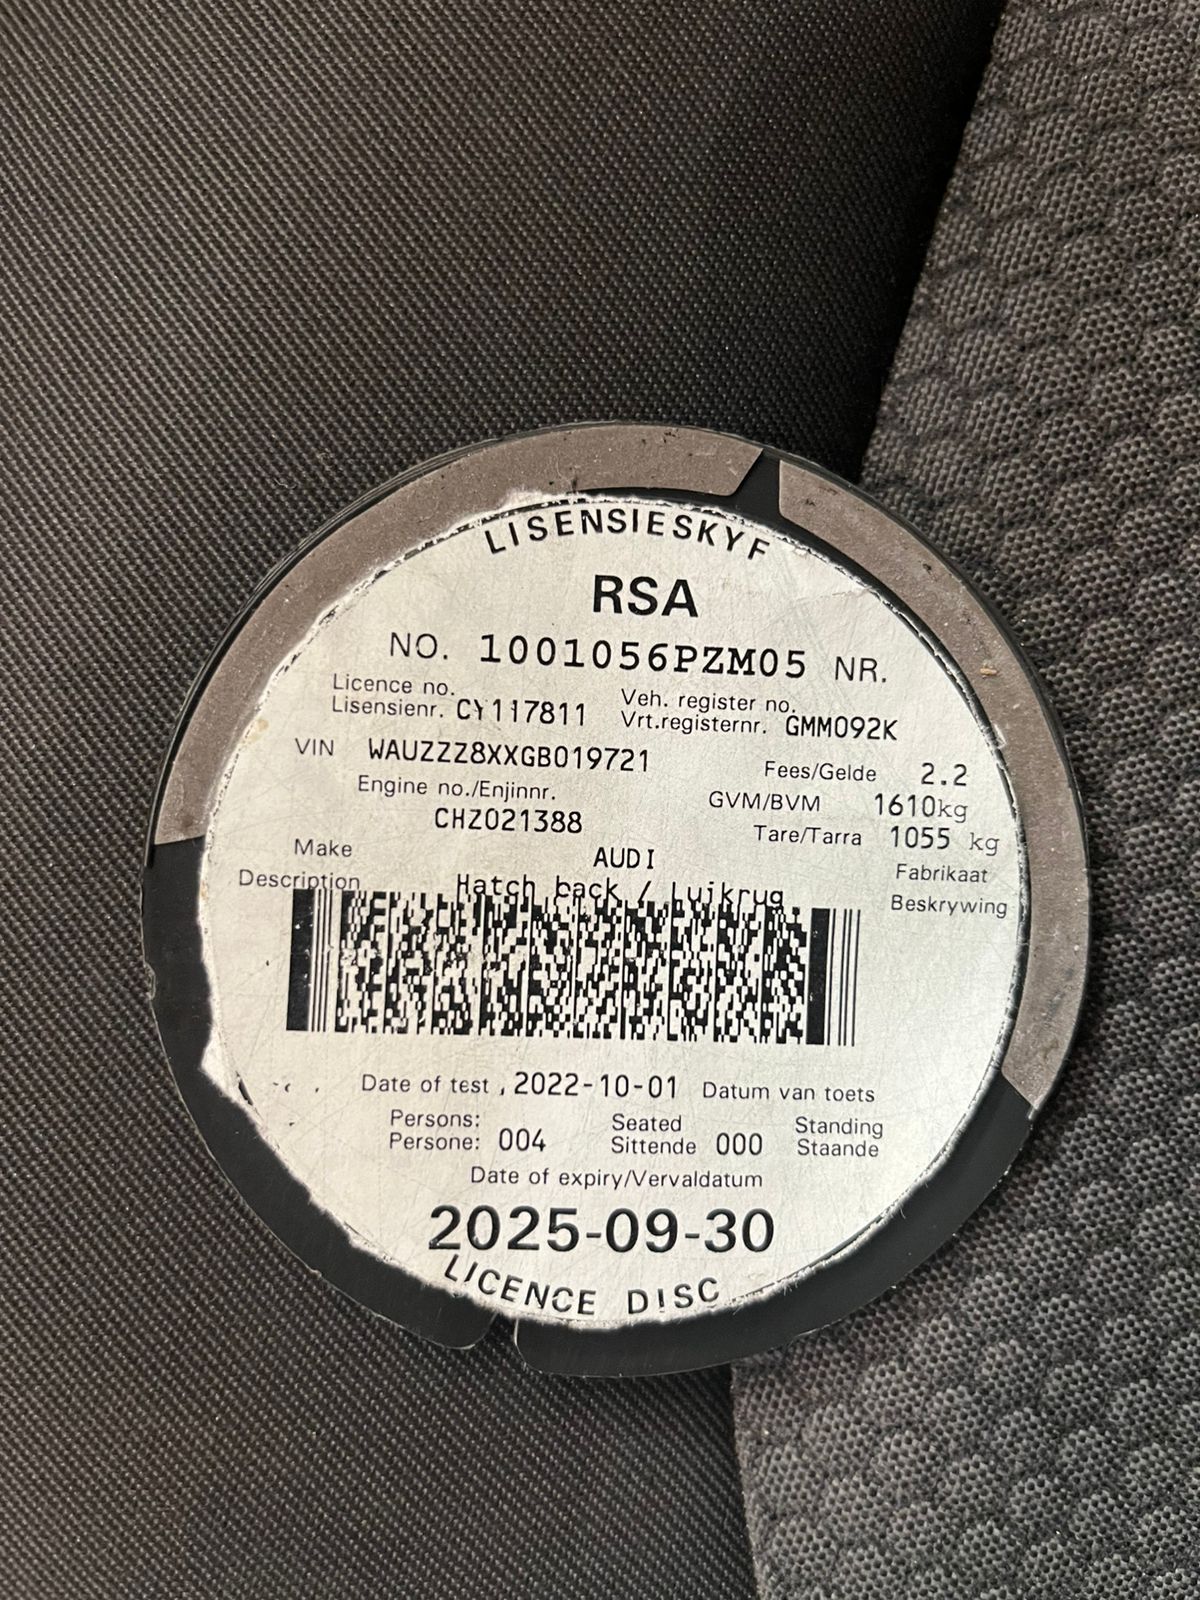 LISENSIESKYF
RSA
NO. 1001056PZM05 NR.
Licence no.
Lisensienr. CY117811
Veh. register no.
Vrt.registernr. GMM092K
VIN WAUZZZ8XXGB019721
Fees/Gelde 2.2
Engine no./Enjinnr.
CHZ021388
GVM/BVM 1610kg
Tare/Tarra 1055 kg
Make AUDI Fabrikaat
Description Hatch back / Luikrug Beskrywing
Date of test 2022-10-01 Datum van toets
Persons: Seated Standing
Persone: 004 Sittende 000 Staande
Date of expiry/Vervaldatum
2025-09-30
LICENCE DISC